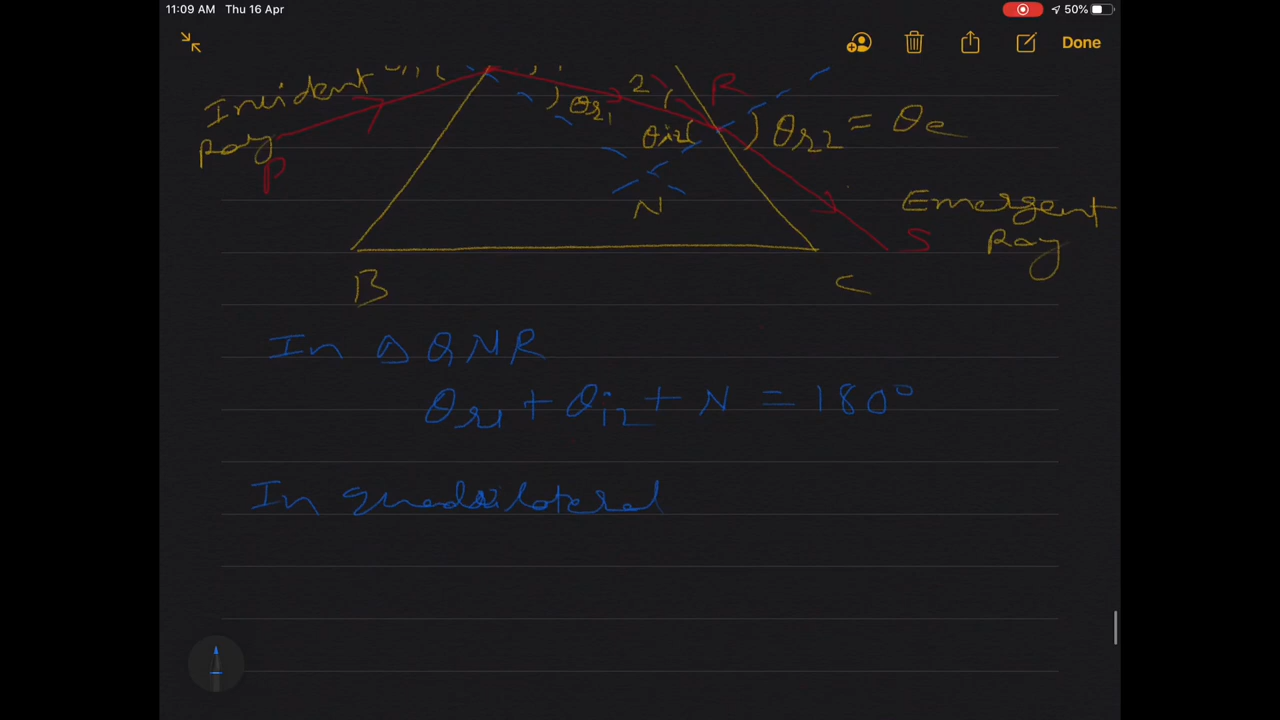 11:09 AM Thu 16 Apr
50%
Done
Incident
Ray
P
θr1
2
θi2
R
θr2 = θe
N
Emergent
Ray
S
B
C
In Δ QNR
θr1 + θi2 + N = 180°
In quadrilateral